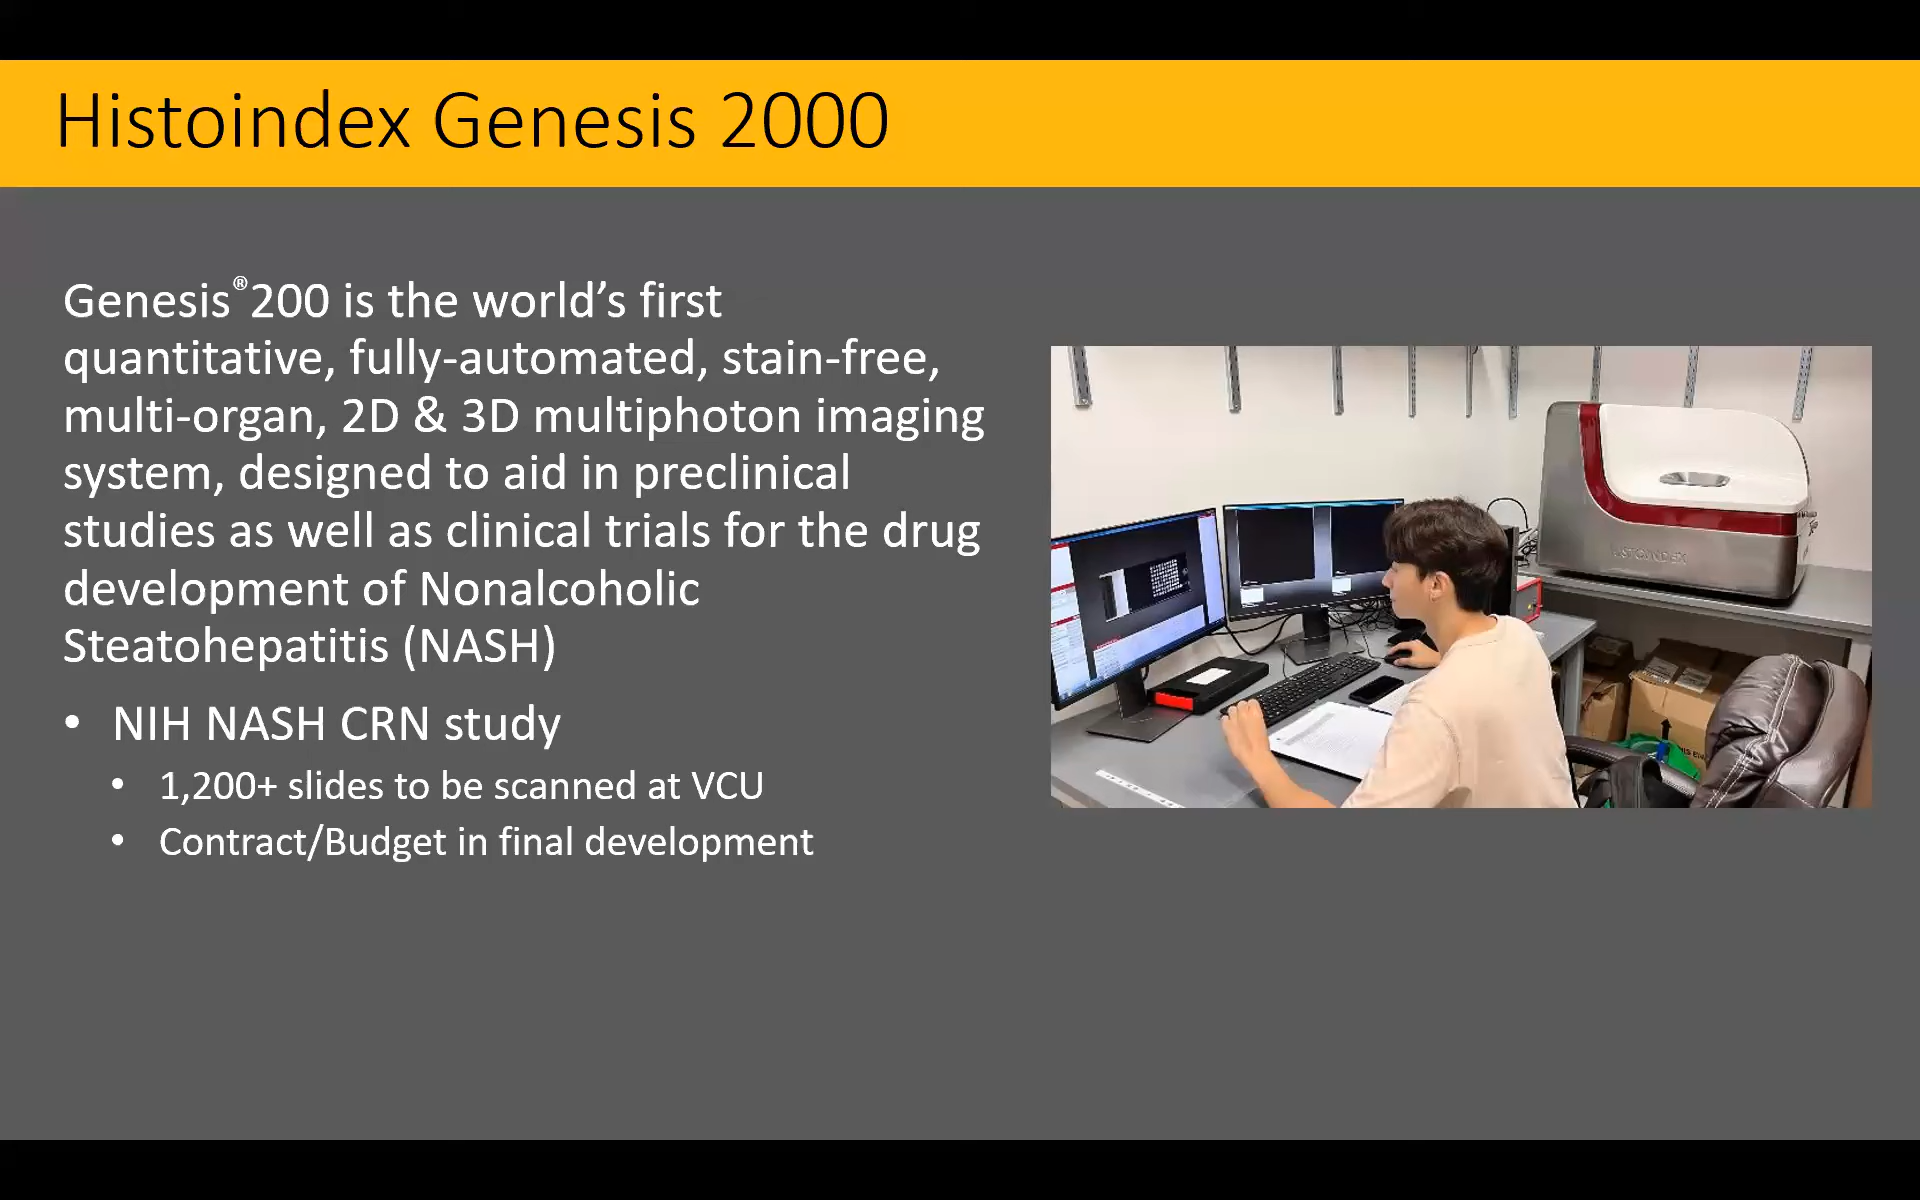 Histoindex Genesis 2000
Genesis®200 is the world’s first
quantitative, fully-automated, stain-free,
multi-organ, 2D & 3D multiphoton imaging
system, designed to aid in preclinical
studies as well as clinical trials for the drug
development of Nonalcoholic
Steatohepatitis (NASH)
• NIH NASH CRN study
• 1,200+ slides to be scanned at VCU
• Contract/Budget in final development
HISTOINDEX